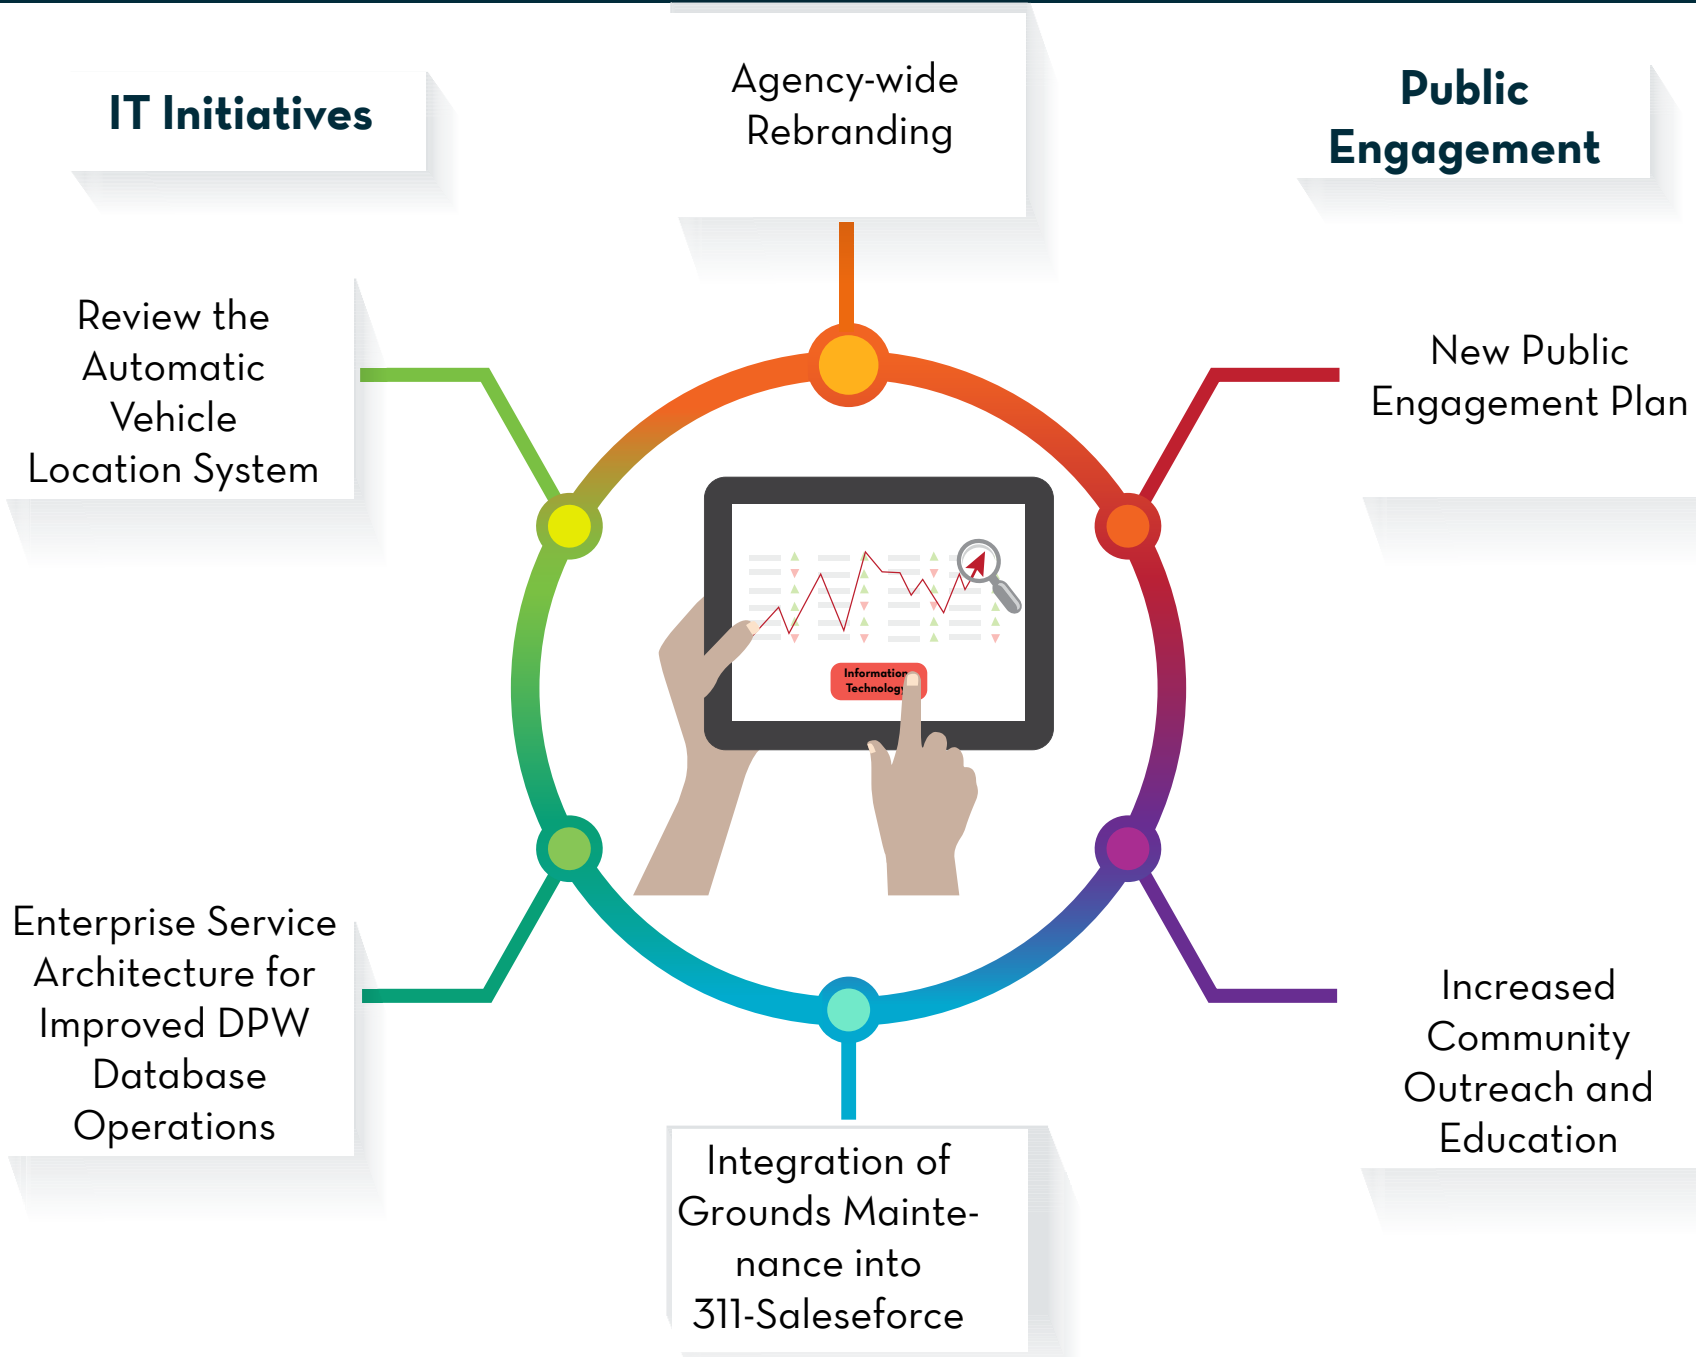 IT Initiatives
Agency-wide
Rebranding
Public
Engagement
Review the
Automatic
Vehicle
Location System
New Public
Engagement Plan
Information
Technology
Enterprise Service
Architecture for
Improved DPW
Database
Operations
Increased
Community
Outreach and
Education
Integration of
Grounds Mainte-
nance into
311-Saleseforce